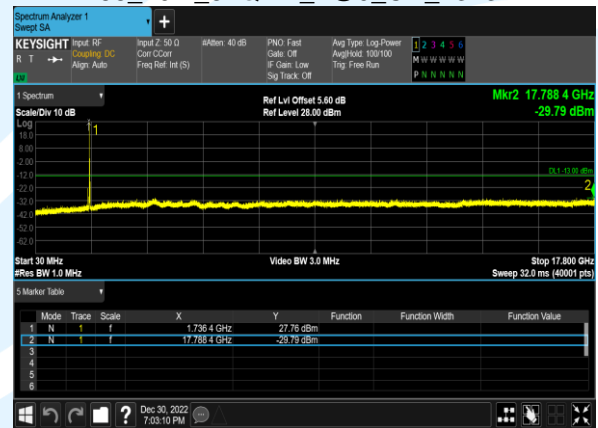 Spectrum Analyzer 1
Swept SA
+
KEYSIGHT Input: RF Input Z: 50 Ω #Atten: 40 dB PNO: Fast Avg Type: Log-Power 1 2 3 4 5 6
R T Coupling: DC Corr CCorr Gate: Off Avg|Hold: 100/100 M W W W W W
Align: Auto Freq Ref: Int (S) IF Gain: Low Trig: Free Run
Sig Track: Off P N N N N N
1 Spectrum Ref Lvl Offset 5.60 dB Mkr2 17.788 4 GHz
Scale/Div 10 dB Ref Level 28.00 dBm -29.79 dBm
Log
18.0
8.00
-2.00
-12.0
-22.0
-32.0
-42.0
-52.0
-62.0
1
DL1 -13.00 dBm
2
Start 30 MHz Video BW 3.0 MHz Stop 17.800 GHz
#Res BW 1.0 MHz Sweep 32.0 ms (40001 pts)
5 Marker Table
Mode Trace Scale X Y Function Function Width Function Value
1 N 1 f 1.736 4 GHz 27.76 dBm
2 N 1 f 17.788 4 GHz -29.79 dBm
3
4
5
6
? Dec 30, 2022
7:03:10 PM